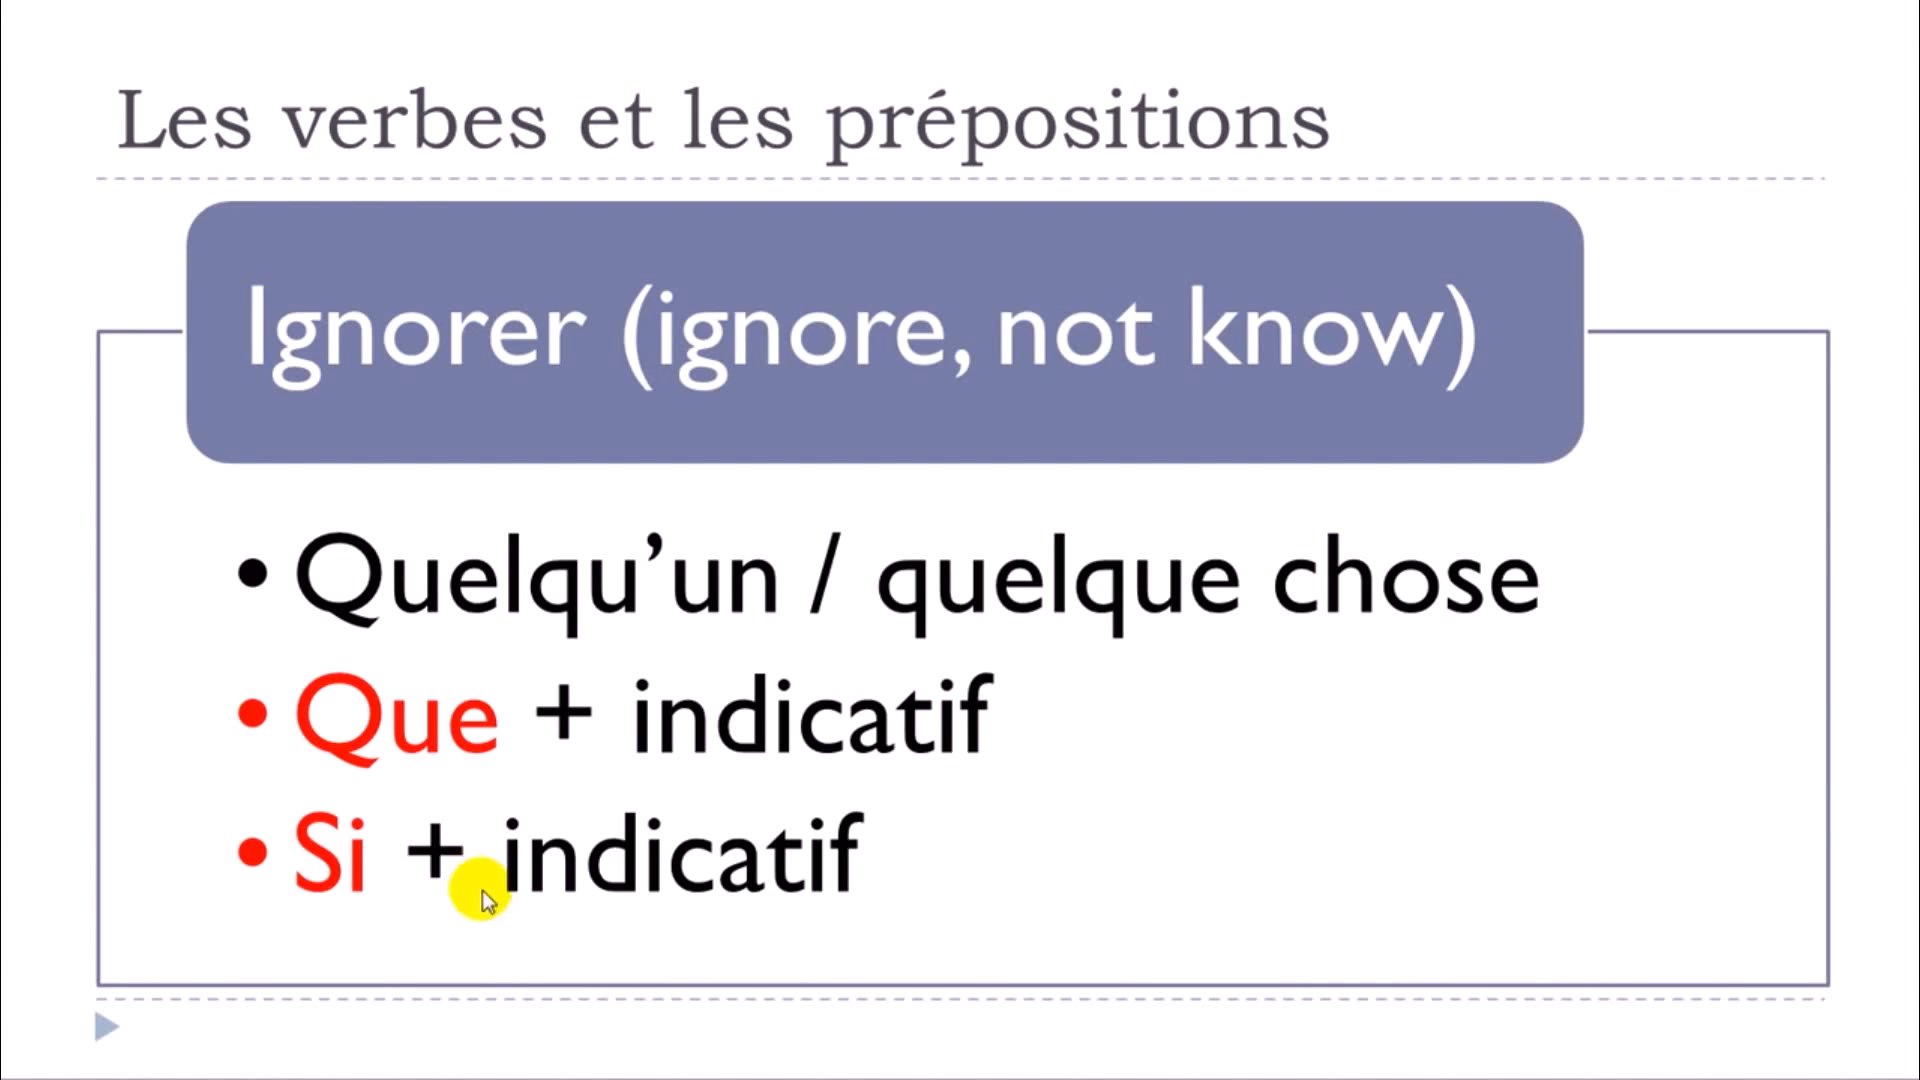 Les verbes et les prépositions
Ignorer (ignore, not know)
• Quelqu’un / quelque chose
• Que + indicatif
• Si + indicatif